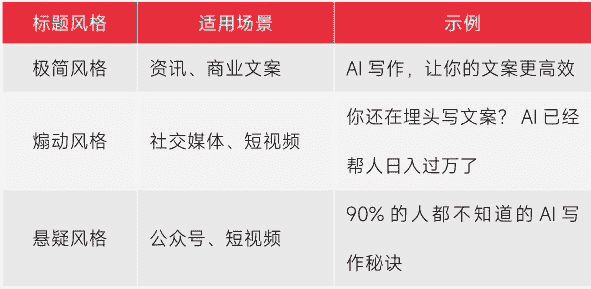 标题风格 适用场景 示例
极简风格 资讯、商业文案 AI 写作，让你的文案更高效
煽动风格 社交媒体、短视频 你还在埋头写文案？ AI 已经
帮人日入过万了
悬疑风格 公众号、短视频 90% 的人都不知道的 AI 写
作秘诀